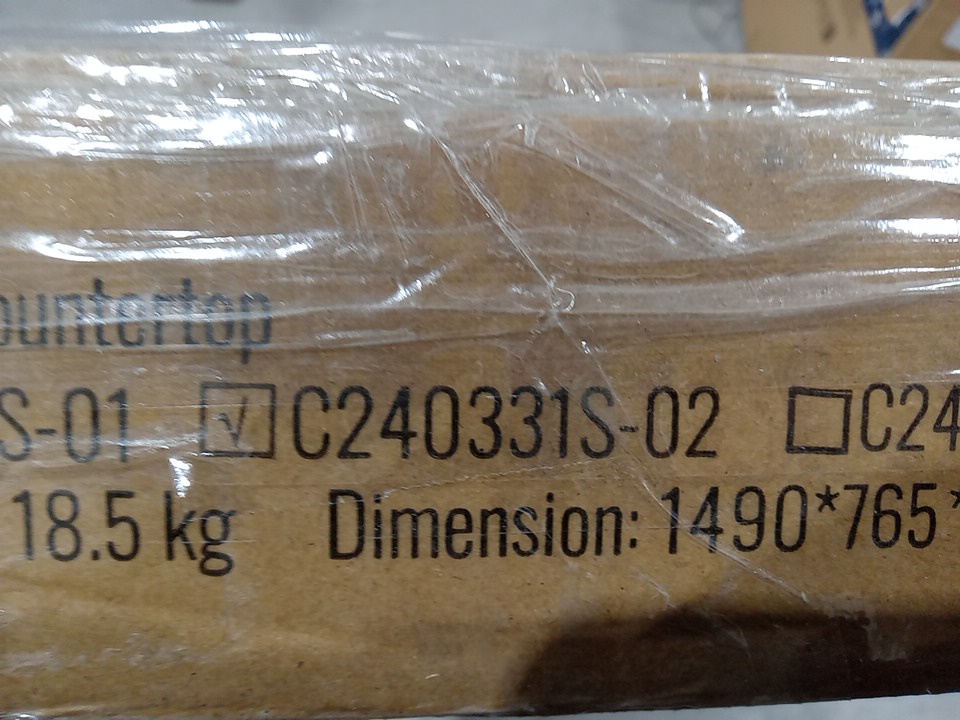 ountertop
S-01 ☑ C240331S-02 ☐ C24
18.5 kg Dimension: 1490*765*